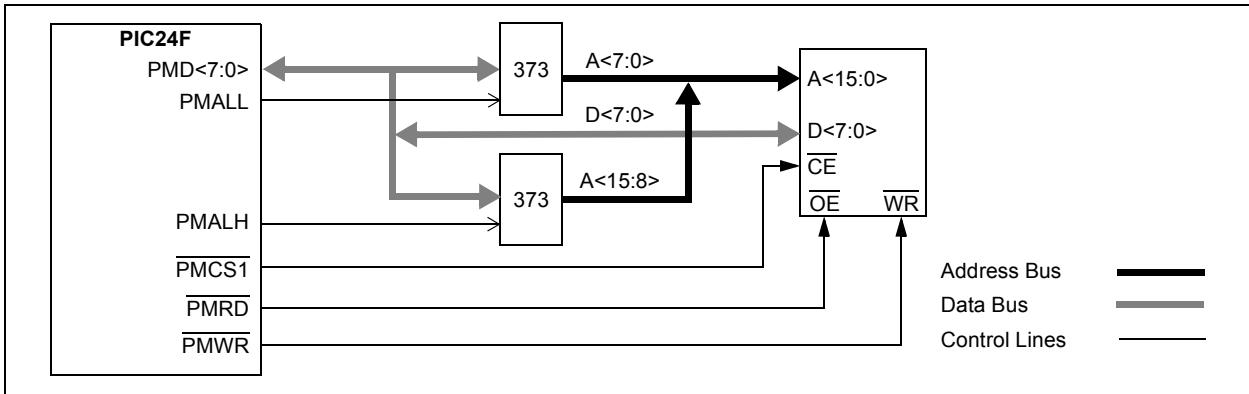 PIC24F
PMD<7:0>
PMALL
PMALH
PMCS1
PMRD
PMWR
373
A<7:0>
D<7:0>
373
A<15:8>
A<15:0>
D<7:0>
CE
OE WR
Address Bus
Data Bus
Control Lines